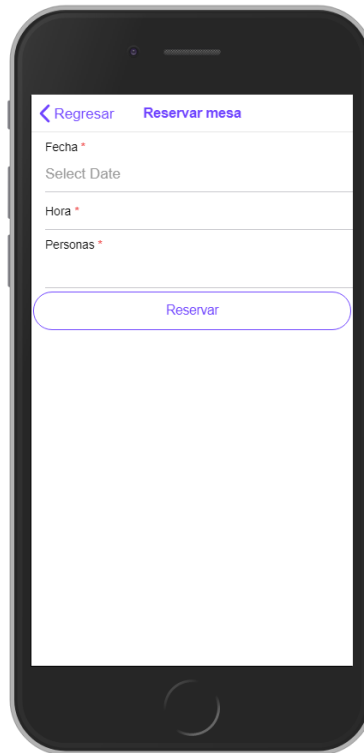 Regresar Reservar mesa
Fecha *
Select Date
Hora *
Personas *
Reservar